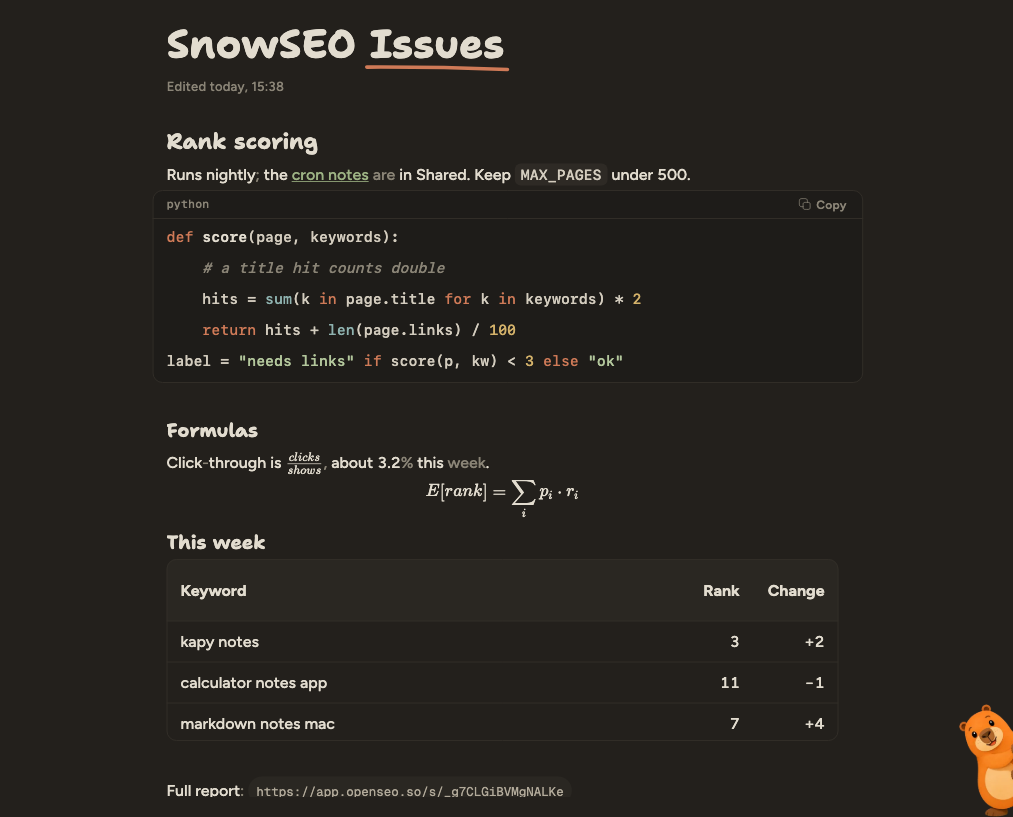 SnowSEO Issues
Edited today, 15:38
Rank scoring
Runs nightly; the cron notes are in Shared. Keep MAX_PAGES under 500.
python Copy
def score(page, keywords):
# a title hit counts double
hits = sum(k in page.title for k in keywords) * 2
return hits + len(page.links) / 100
label = "needs links" if score(p, kw) < 3 else "ok"
Formulas
Click-through is clicks/shows, about 3.2% this week.
E[rank] = ∑_i p_i · r_i
This week
Keyword Rank Change
kapy notes 3 +2
calculator notes app 11 -1
markdown notes mac 7 +4
Full report: https://app.openseo.so/s/_g7CLGiBVMgNALKe